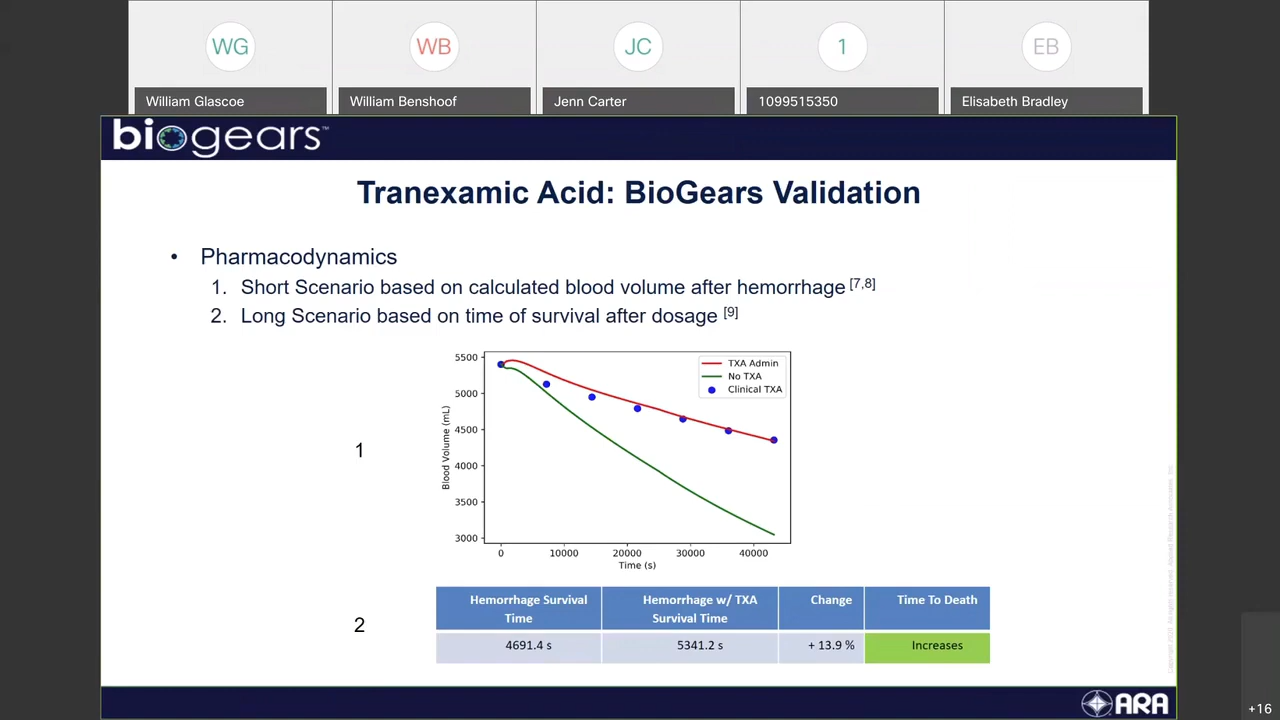 WG
WB
JC
1
EB
William Glascoe
William Benshoof
Jenn Carter
1099515350
Elisabeth Bradley
biogears™
Tranexamic Acid: BioGears Validation
• Pharmacodynamics
1. Short Scenario based on calculated blood volume after hemorrhage [7,8]
2. Long Scenario based on time of survival after dosage [9]
1
Blood Volume (mL)
5500
5000
4500
4000
3500
3000
TXA Admin
No TXA
Clinical TXA
0 10000 20000 30000 40000
Time (s)
2
Hemorrhage Survival Time
Hemorrhage w/ TXA Survival Time
Change
Time To Death
4691.4 s
5341.2 s
+ 13.9 %
Increases
ARA
+16